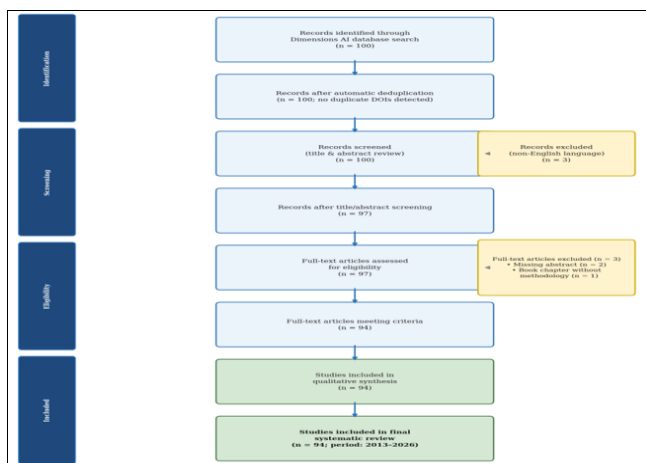 Identification
Records identified through
Dimensions AI database search
(n = 100)
Records after automatic deduplication
(n = 100; no duplicate DOIs detected)
Screening
Records screened
(title & abstract review)
(n = 100)
Records excluded
(non-English language)
(n = 3)
Records after title/abstract screening
(n = 97)
Eligibility
Full-text articles assessed
for eligibility
(n = 97)
Full-text articles excluded (n = 3)
• Missing abstract (n = 2)
• Book chapter without
methodology (n = 1)
Full-text articles meeting criteria
(n = 94)
Included
Studies included in
qualitative synthesis
(n = 94)
Studies included in final
systematic review
(n = 94; period: 2013–2026)